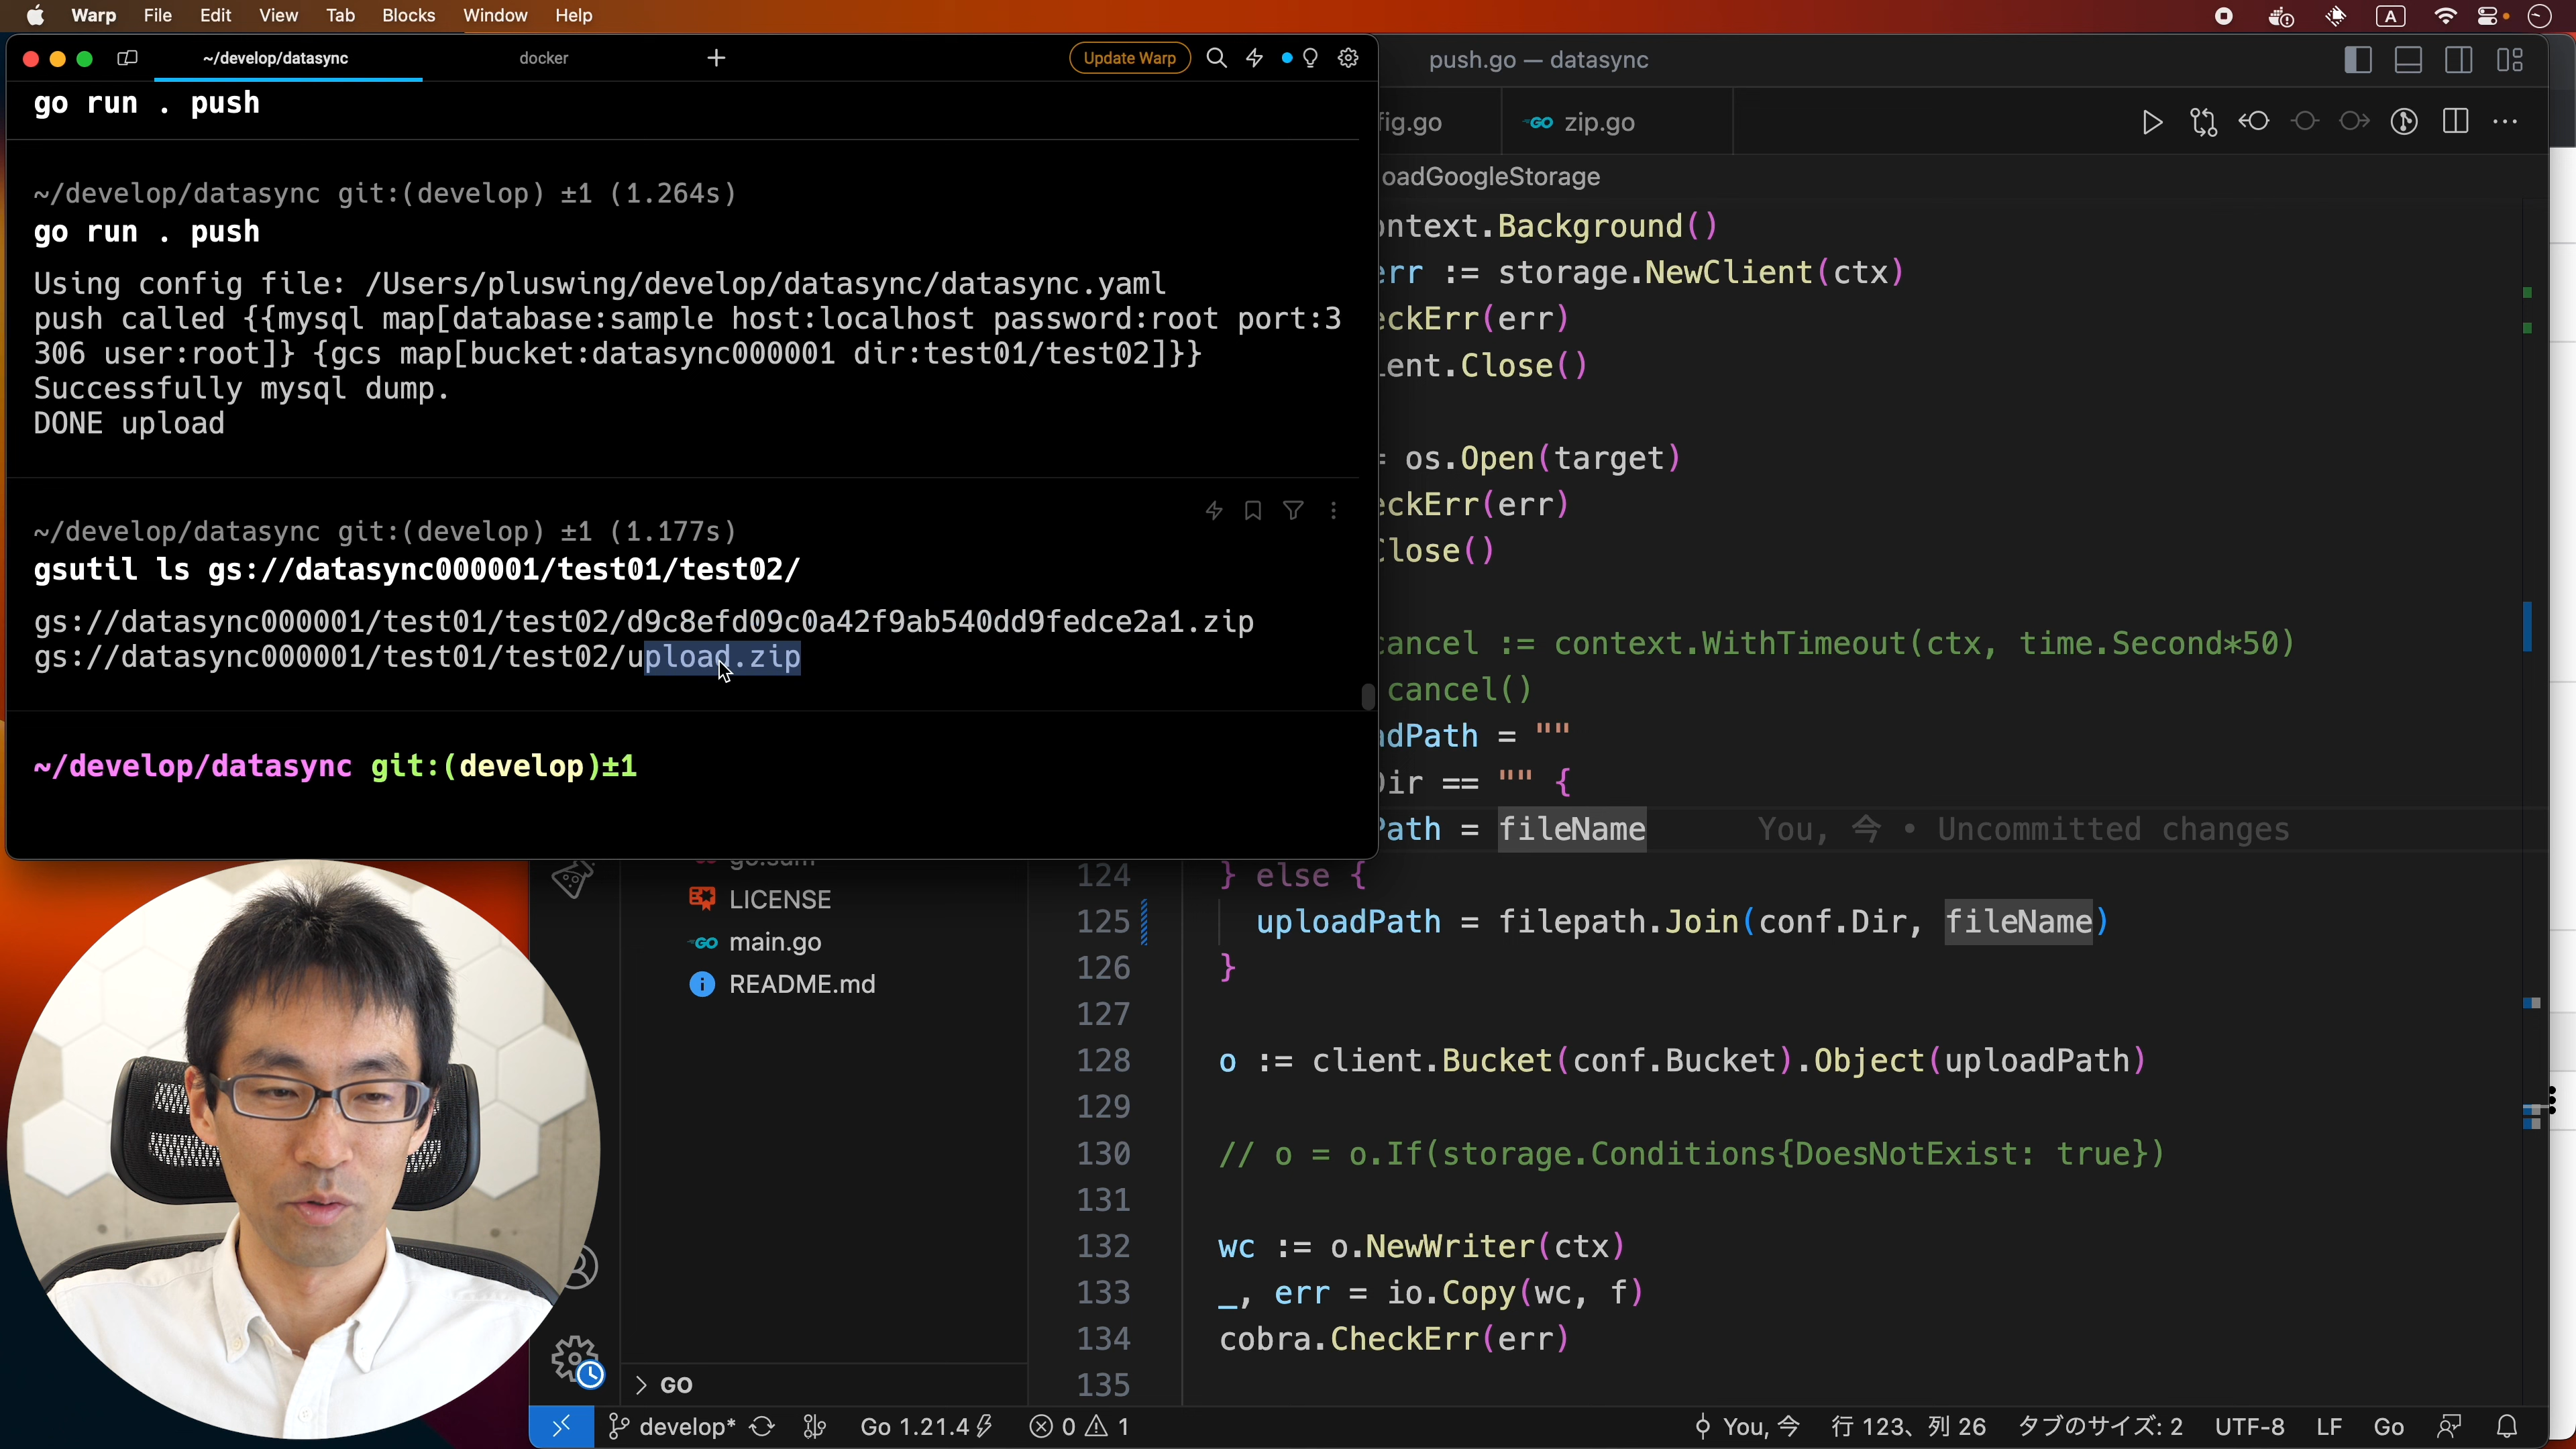 Warp File Edit View Tab Blocks Window Help
A
~/develop/datasync docker + Update Warp
push.go — datasync
fig.go zip.go
oadGoogleStorage
go run . push
~/develop/datasync git:(develop) ±1 (1.264s)
go run . push
Using config file: /Users/pluswing/develop/datasync/datasync.yaml
push called {{mysql map[database:sample host:localhost password:root port:3
306 user:root]} {gcs map[bucket:datasync000001 dir:test01/test02]}}
Successfully mysql dump.
DONE upload
~/develop/datasync git:(develop) ±1 (1.177s)
gsutil ls gs://datasync000001/test01/test02/
gs://datasync000001/test01/test02/d9c8efd09c0a42f9ab540dd9fedce2a1.zip
gs://datasync000001/test01/test02/upload.zip
~/develop/datasync git:(develop)±1
ontext.Background()
err := storage.NewClient(ctx)
eckErr(err)
ent.Close()
= os.Open(target)
eckErr(err)
Close()
cancel := context.WithTimeout(ctx, time.Second*50)
cancel()
adPath = ""
Dir == "" {
Path = fileName You, 今 • Uncommitted changes
124 } else {
125 uploadPath = filepath.Join(conf.Dir, fileName)
126 }
127
128 o := client.Bucket(conf.Bucket).Object(uploadPath)
129
130 // o = o.If(storage.Conditions{DoesNotExist: true})
131
132 wc := o.NewWriter(ctx)
133 _, err = io.Copy(wc, f)
134 cobra.CheckErr(err)
135
go.sum
LICENSE
GO main.go
README.md
> GO
develop* Go 1.21.4 0 1 You, 今 行 123、列 26 タブのサイズ: 2 UTF-8 LF Go